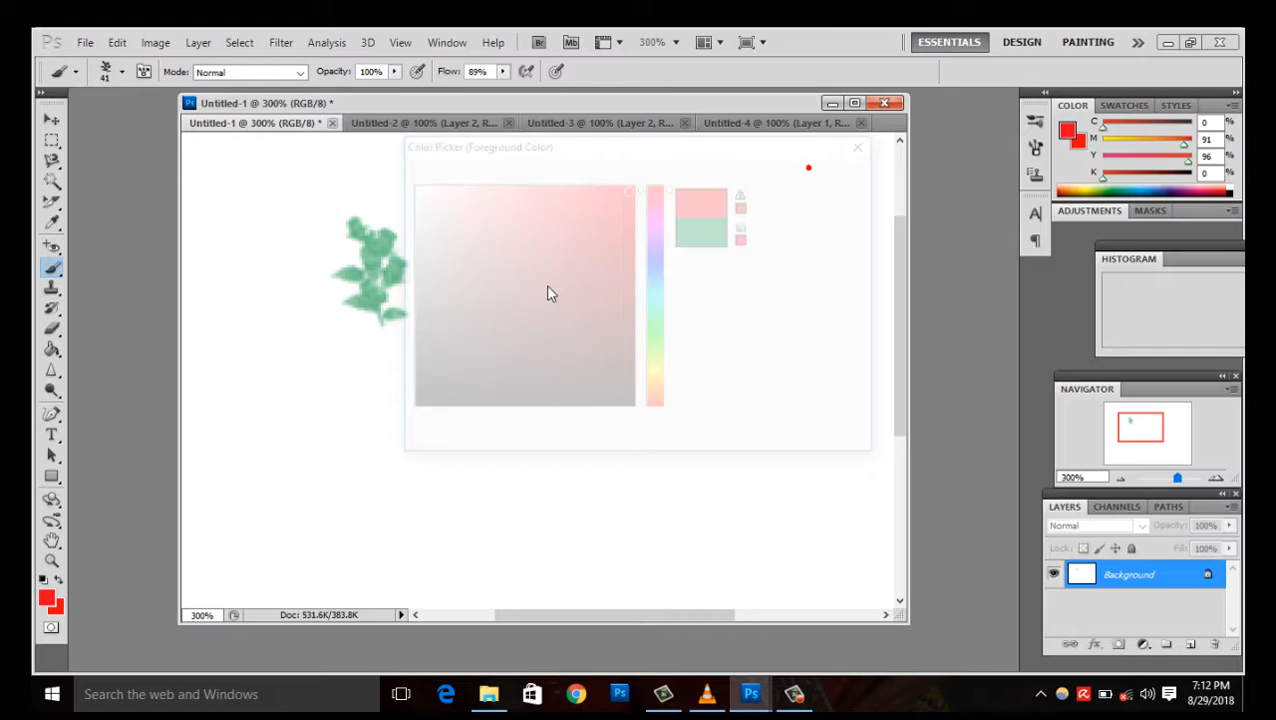 Ps File Edit Image Layer Select Filter Analysis 3D View Window Help Br Mb 300% ESSENTIALS DESIGN PAINTING
41 Mode: Normal Opacity: 100% Flow: 89%
Untitled-1 @ 300% (RGB/8) *
Untitled-1 @ 300% (RGB/8) * Untitled-2 @ 100% (Layer 2, R... Untitled-3 @ 100% (Layer 2, R... Untitled-4 @ 100% (Layer 1, R...
Color Picker (Foreground Color)
COLOR SWATCHES STYLES
C 0 %
M 91 %
Y 96 %
K 0 %
ADJUSTMENTS MASKS
HISTOGRAM
NAVIGATOR
300%
LAYERS CHANNELS PATHS
Normal Opacity: 100%
Lock: Fill: 100%
Background
300% Doc: 531.6K/383.8K
Search the web and Windows
7:12 PM
8/29/2018